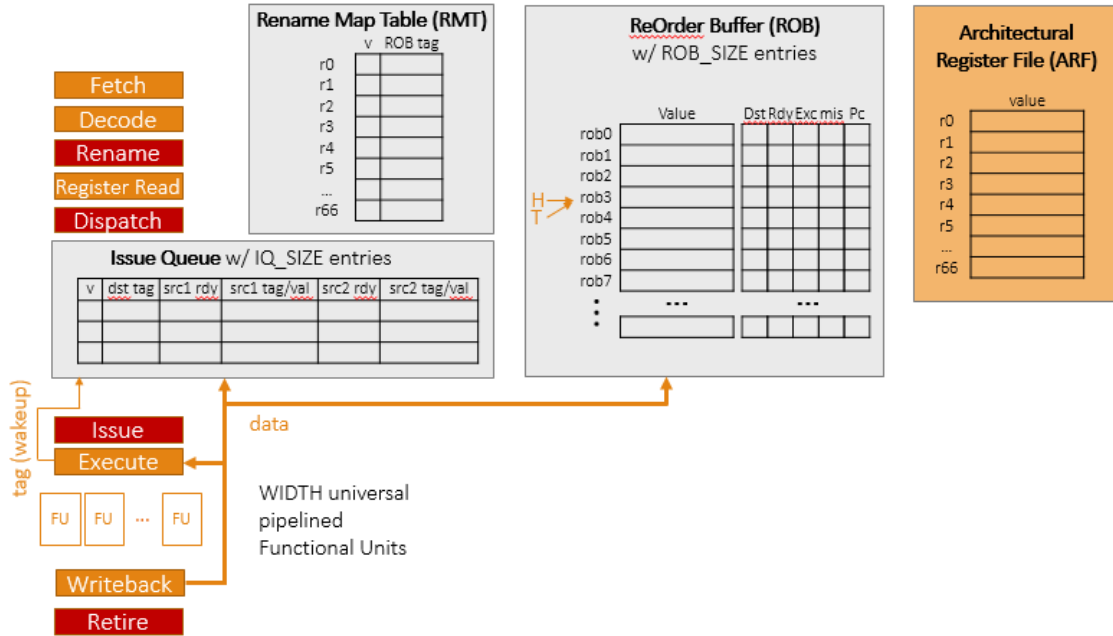 Rename Map Table (RMT)
v ROB tag
r0
r1
r2
r3
r4
r5
...
r66
ReOrder Buffer (ROB)
w/ ROB_SIZE entries
Value Dst Rdy Exc mis Pc
rob0
rob1
rob2
rob3
rob4
rob5
rob6
rob7
H
T
...
...
Architectural
Register File (ARF)
value
r0
r1
r2
r3
r4
r5
...
r66
Fetch
Decode
Rename
Register Read
Dispatch
Issue Queue w/ IQ_SIZE entries
v dst tag src1 rdy src1 tag/val src2 rdy src2 tag/val
tag (wakeup)
data
Issue
Execute
FU FU ... FU
WIDTH universal
pipelined
Functional Units
Writeback
Retire